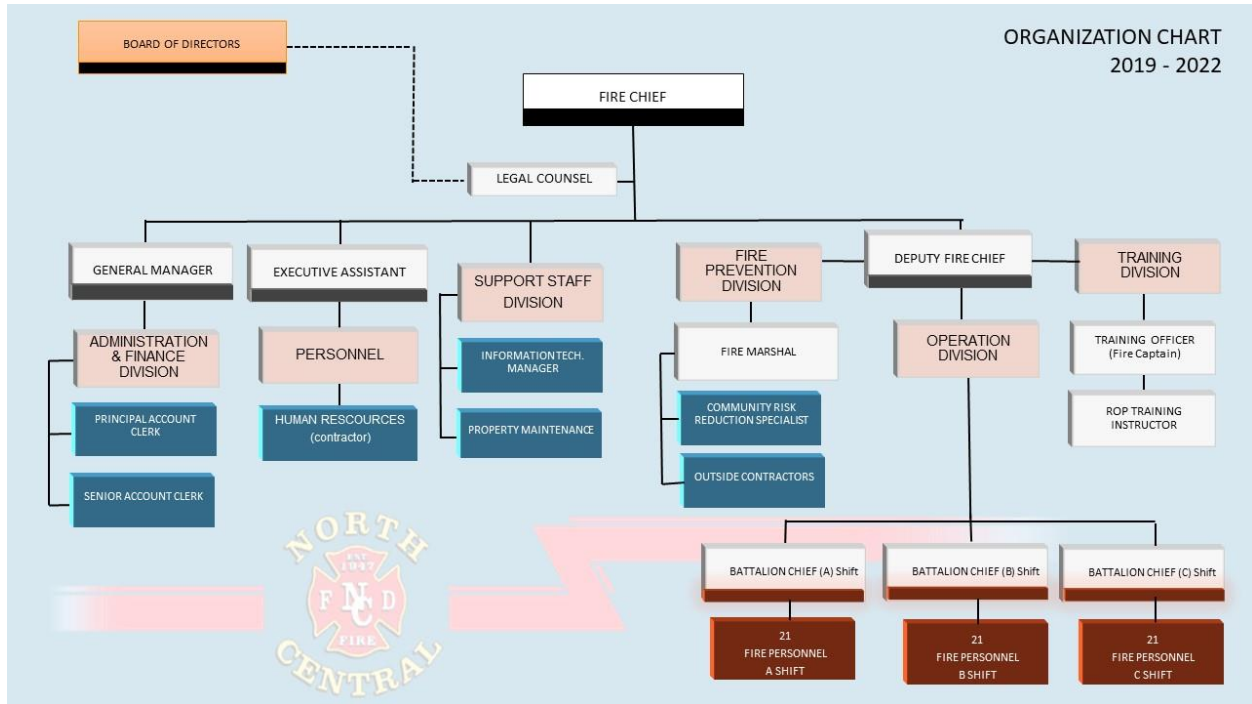 BOARD OF DIRECTORS
ORGANIZATION CHART
2019 - 2022
FIRE CHIEF
LEGAL COUNSEL
GENERAL MANAGER
EXECUTIVE ASSISTANT
SUPPORT STAFF
DIVISION
FIRE
PREVENTION
DIVISION
DEPUTY FIRE CHIEF
TRAINING
DIVISION
ADMINISTRATION
& FINANCE
DIVISION
PERSONNEL
INFORMATION TECH.
MANAGER
FIRE MARSHAL
OPERATION
DIVISION
TRAINING OFFICER
(Fire Captain)
PRINCIPAL ACCOUNT
CLERK
HUMAN RESCOURCES
(contractor)
PROPERTY MAINTENANCE
COMMUNITY RISK
REDUCTION SPECIALIST
ROP TRAINING
INSTRUCTOR
SENIOR ACCOUNT CLERK
OUTSIDE CONTRACTORS
NORTH
EST
1947
F NC D
FIRE
CENTRAL
BATTALION CHIEF (A) Shift
BATTALION CHIEF (B) Shift
BATTALION CHIEF (C) Shift
21
FIRE PERSONNEL
A SHIFT
21
FIRE PERSONNEL
B SHIFT
21
FIRE PERSONNEL
C SHIFT